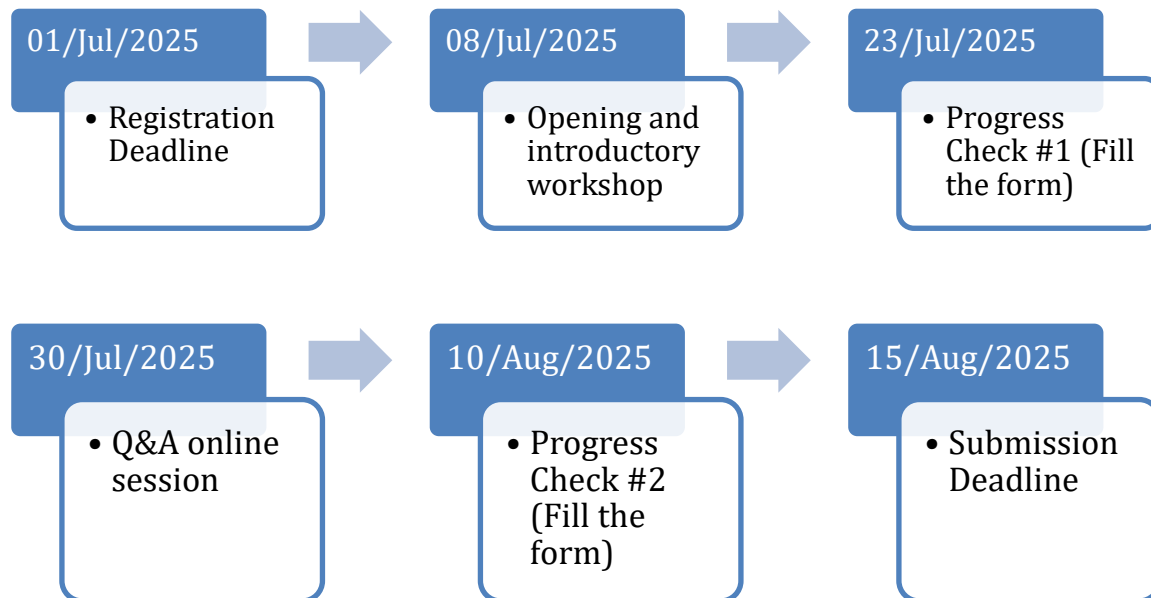 01/Jul/2025
• Registration
Deadline
08/Jul/2025
• Opening and
introductory
workshop
23/Jul/2025
• Progress
Check #1 (Fill
the form)
30/Jul/2025
• Q&A online
session
10/Aug/2025
• Progress
Check #2
(Fill the
form)
15/Aug/2025
• Submission
Deadline